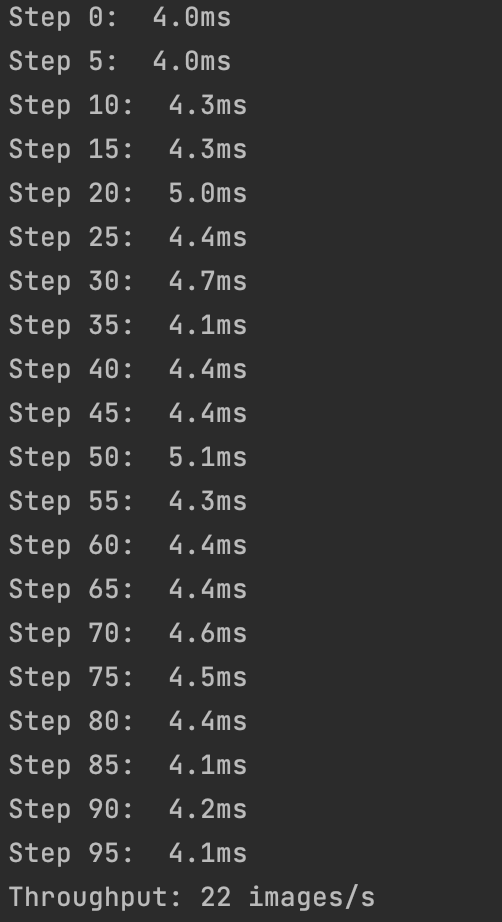 Step 0:  4.0ms
Step 5:  4.0ms
Step 10:  4.3ms
Step 15:  4.3ms
Step 20:  5.0ms
Step 25:  4.4ms
Step 30:  4.7ms
Step 35:  4.1ms
Step 40:  4.4ms
Step 45:  4.4ms
Step 50:  5.1ms
Step 55:  4.3ms
Step 60:  4.4ms
Step 65:  4.4ms
Step 70:  4.6ms
Step 75:  4.5ms
Step 80:  4.4ms
Step 85:  4.1ms
Step 90:  4.2ms
Step 95:  4.1ms
Throughput: 22 images/s